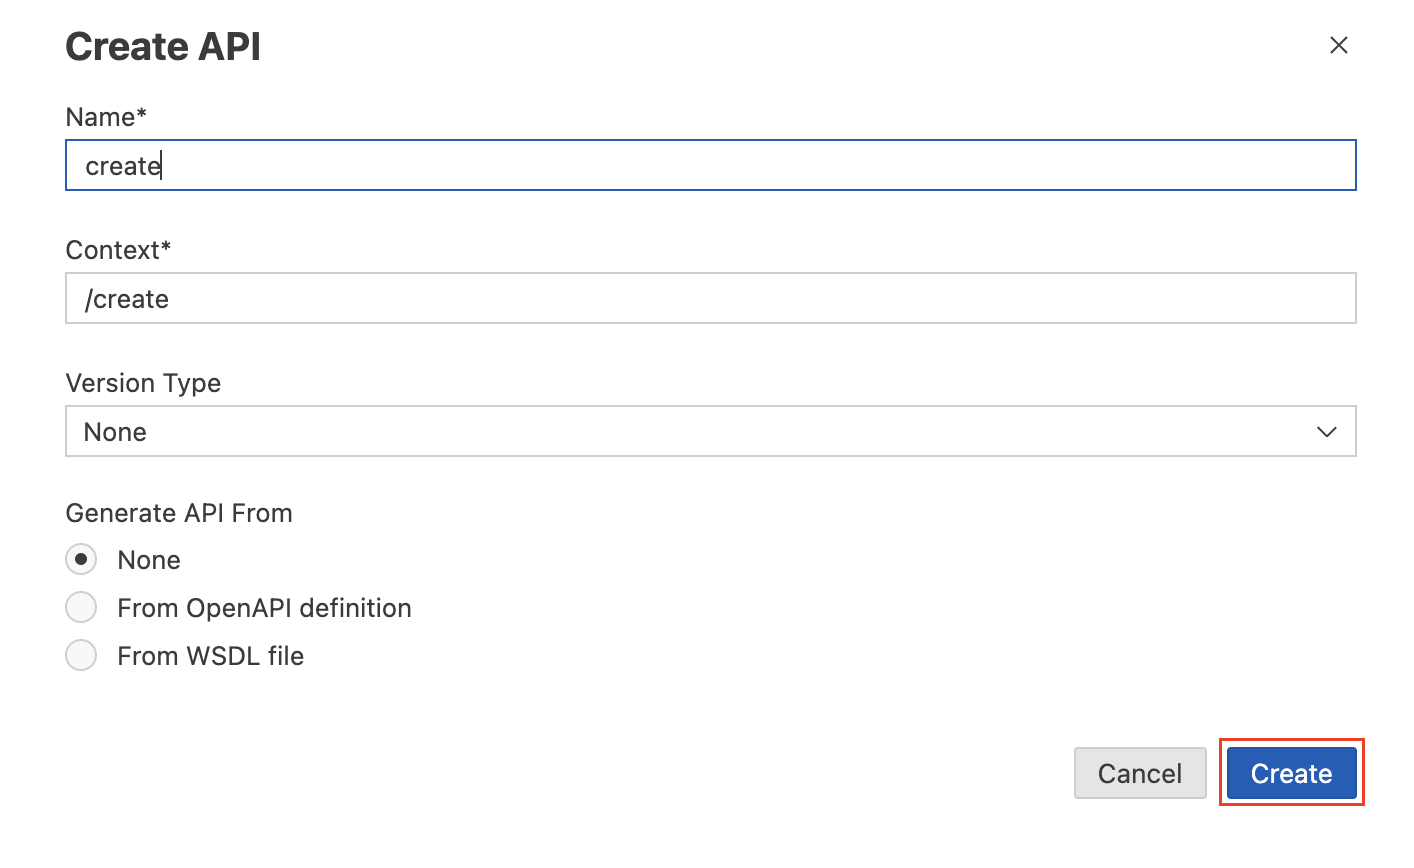 Create API
Name*
create
Context*
/create
Version Type
None
Generate API From
None
From OpenAPI definition
From WSDL file
Cancel Create